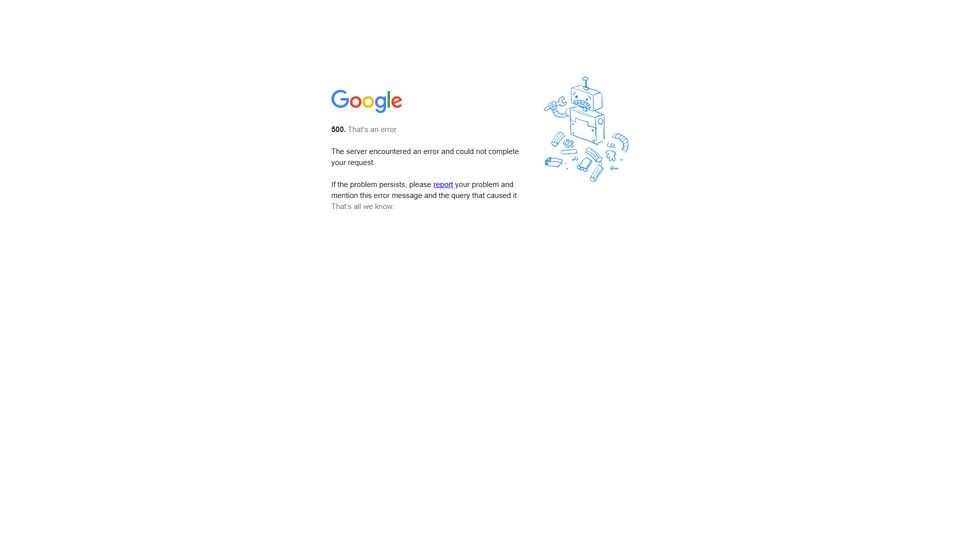 Google
500. That's an error.
The server encountered an error and could not complete
your request.
If the problem persists, please report your problem and
mention this error message and the query that caused it.
That's all we know.